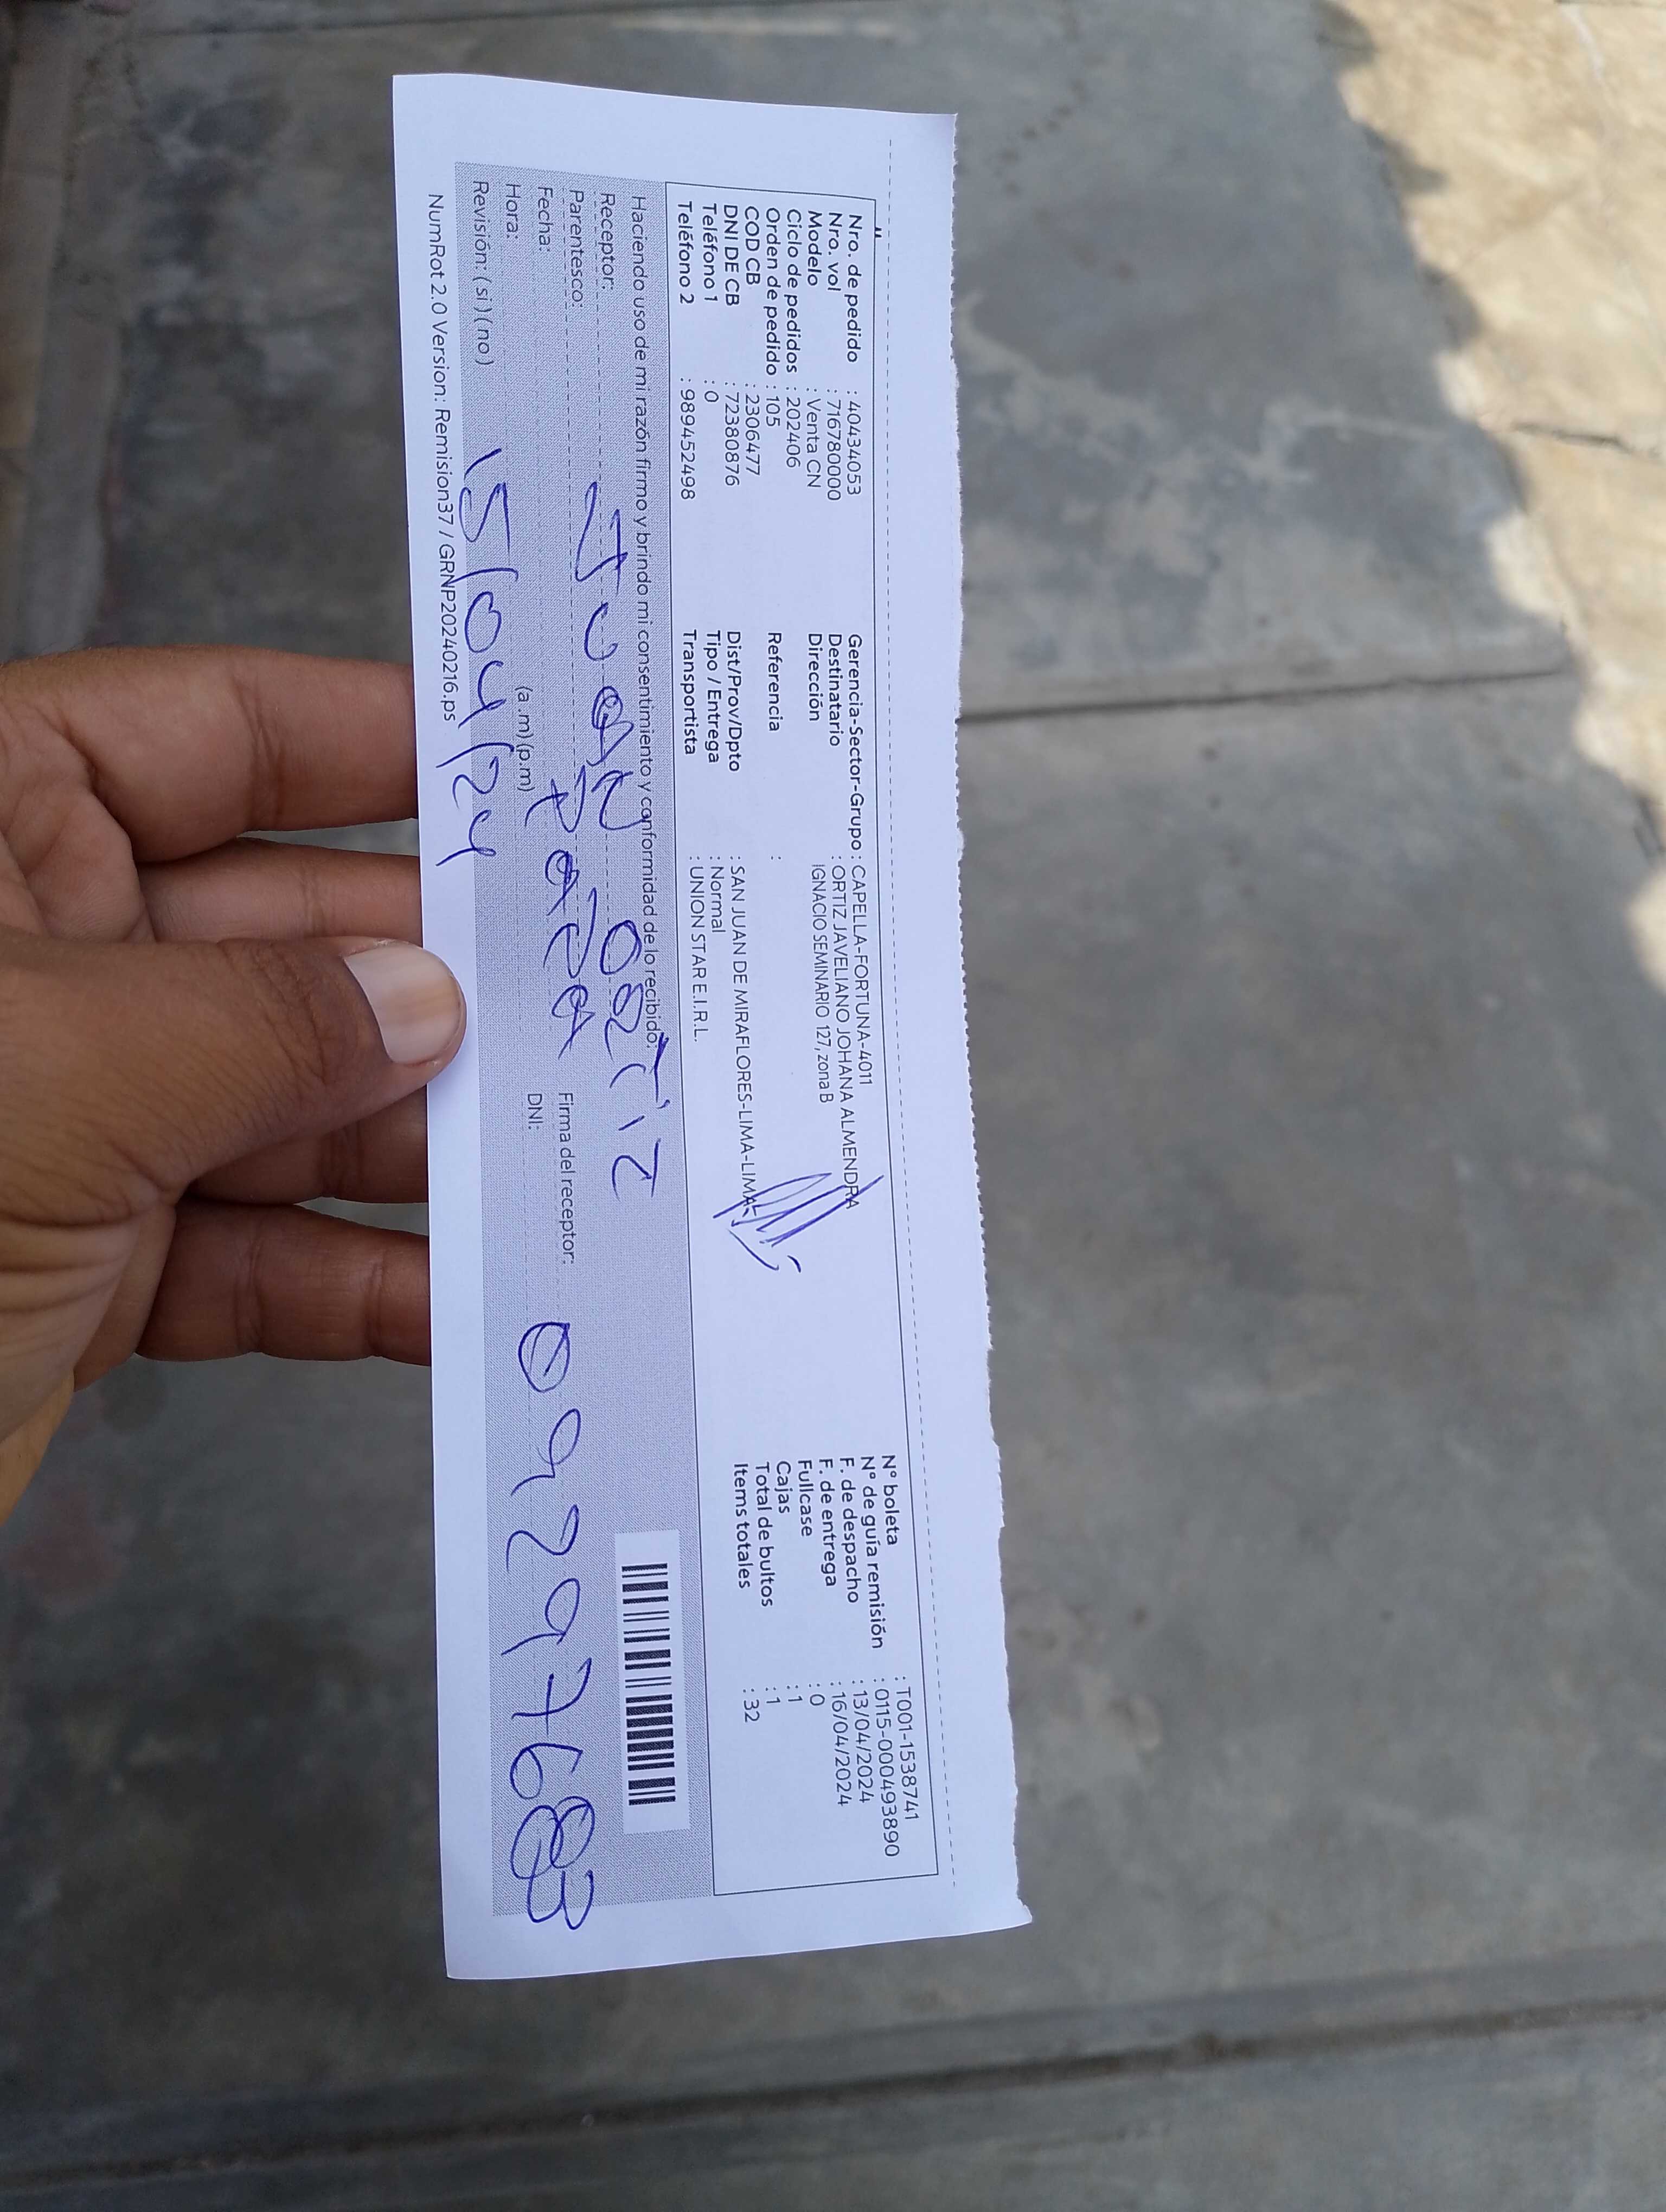 Nro. de pedido : 40434053
Nro. vol : 716780000
Modelo : Venta CN
Ciclo de pedidos : 202406
Orden de pedido : 105
COD CB : 2306477
DNI DE CB : 72380876
Teléfono 1 : 0
Teléfono 2 : 989452498
Gerencia-Sector-Grupo : CAPELLA-FORTUNA-4011
Destinatario : ORTIZ JAVELIANO JOHANA ALMENDRA
Dirección IGNACIO SEMINARIO 127, zona B
Referencia :
Dist/Prov/Dpto : SAN JUAN DE MIRAFLORES-LIMA-LIMA
Tipo / Entrega : Normal
Transportista : UNION STAR E.I.R.L.
N° boleta : T001-1538741
N° de guía remisión : 0115-000493890
F. de despacho : 13/04/2024
F. de entrega : 16/04/2024
Fullcase : 0
Cajas : 1
Total de bultos : 1
Items totales : 32
Haciendo uso de mi razón firmo y brindo mi consentimiento y conformidad de lo recibido:
Receptor: Juan Ortiz
Parentesco:
Fecha:
Hora: (a.m) (p.m)
Revisión: ( si ) ( no ) 15/04/24
Firma del receptor:
DNI: 09297683
NumRot 2.0 Version: Remision37 / GRNP20240216.ps